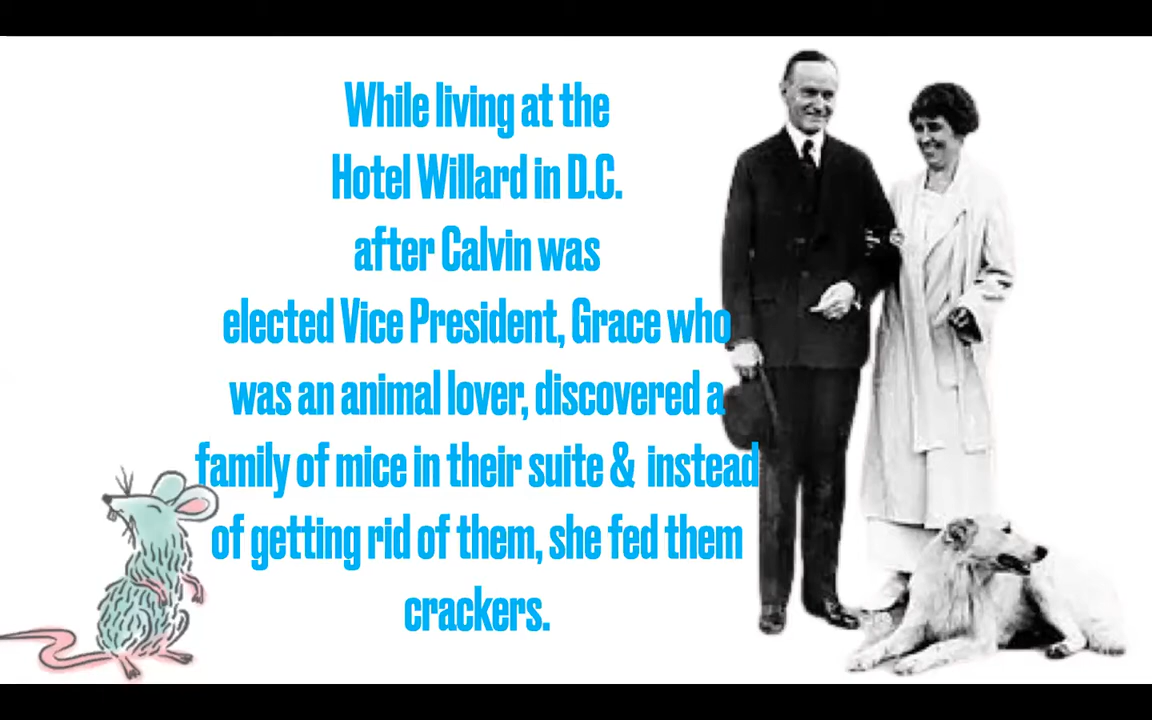 While living at the
Hotel Willard in D.C.
after Calvin was
elected Vice President, Grace who
was an animal lover, discovered a
family of mice in their suite & instead
of getting rid of them, she fed them
crackers.